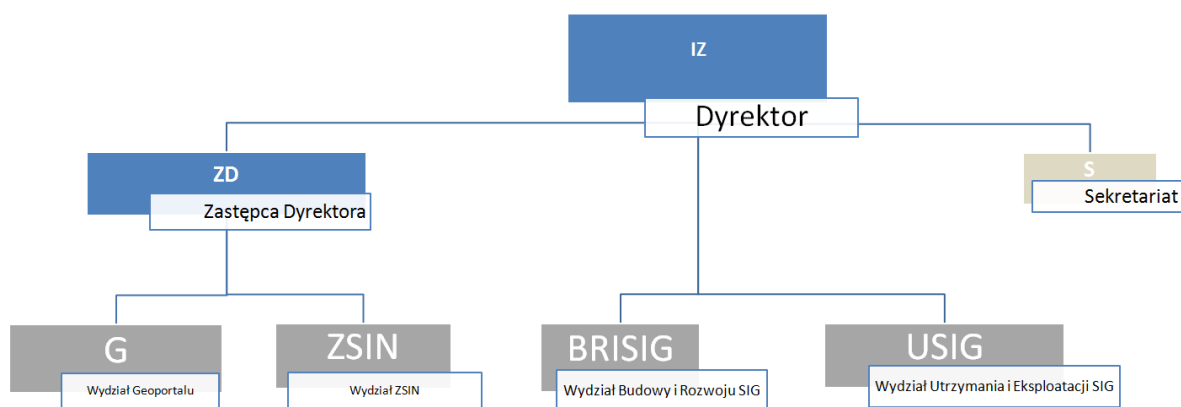 IZ
Dyrektor
ZD
Zastępca Dyrektora
S
Sekretariat
G
Wydział Geoportalu
ZSIN
Wydział ZSIN
BRISIG
Wydział Budowy i Rozwoju SIG
USIG
Wydział Utrzymania i Eksploatacji SIG